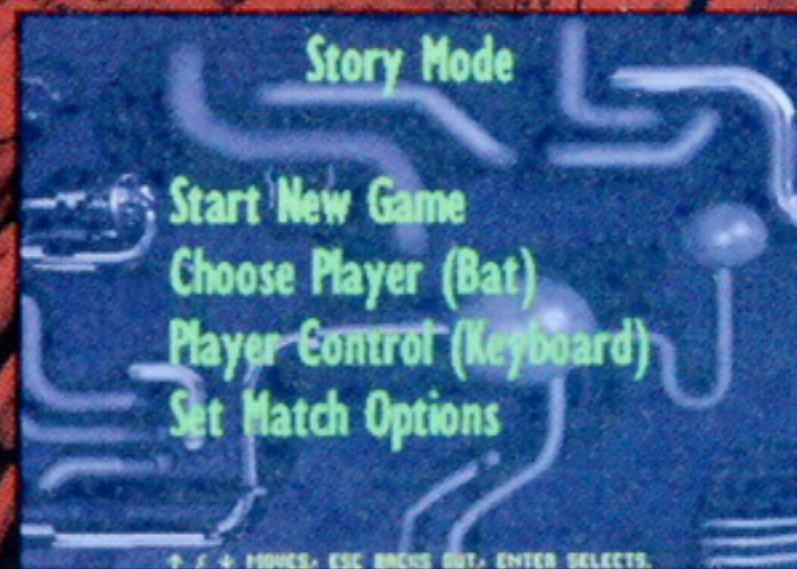 Story Mode
Start New Game
Choose Player (Bat)
Player Control (Keyboard)
Set Match Options
↑ / ↓ MOVES, ESC BACKS OUT, ENTER SELECTS.